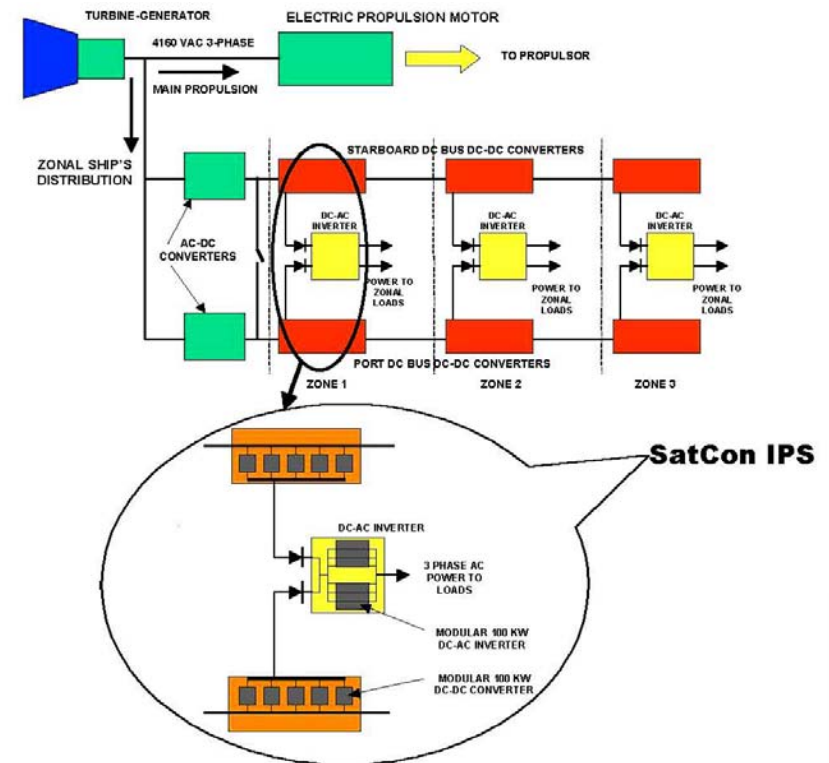 TURBINE-GENERATOR
ELECTRIC PROPULSION MOTOR
4160 VAC 3-PHASE
MAIN PROPULSION
TO PROPULSOR
ZONAL SHIP'S
DISTRIBUTION
STARBOARD DC BUS DC-DC CONVERTERS
AC-DC
CONVERTERS
DC-AC
INVERTER
POWER TO
ZONAL
LOADS
DC-AC
INVERTER
POWER TO
ZONAL
LOADS
DC-AC
INVERTER
POWER TO
ZONAL
LOADS
PORT DC BUS DC-DC CONVERTERS
ZONE 1
ZONE 2
ZONE 3
SatCon IPS
DC-AC INVERTER
3 PHASE AC
POWER TO
LOADS
MODULAR 100 KW
DC-AC INVERTER
MODULAR 100 KW
DC-DC CONVERTER